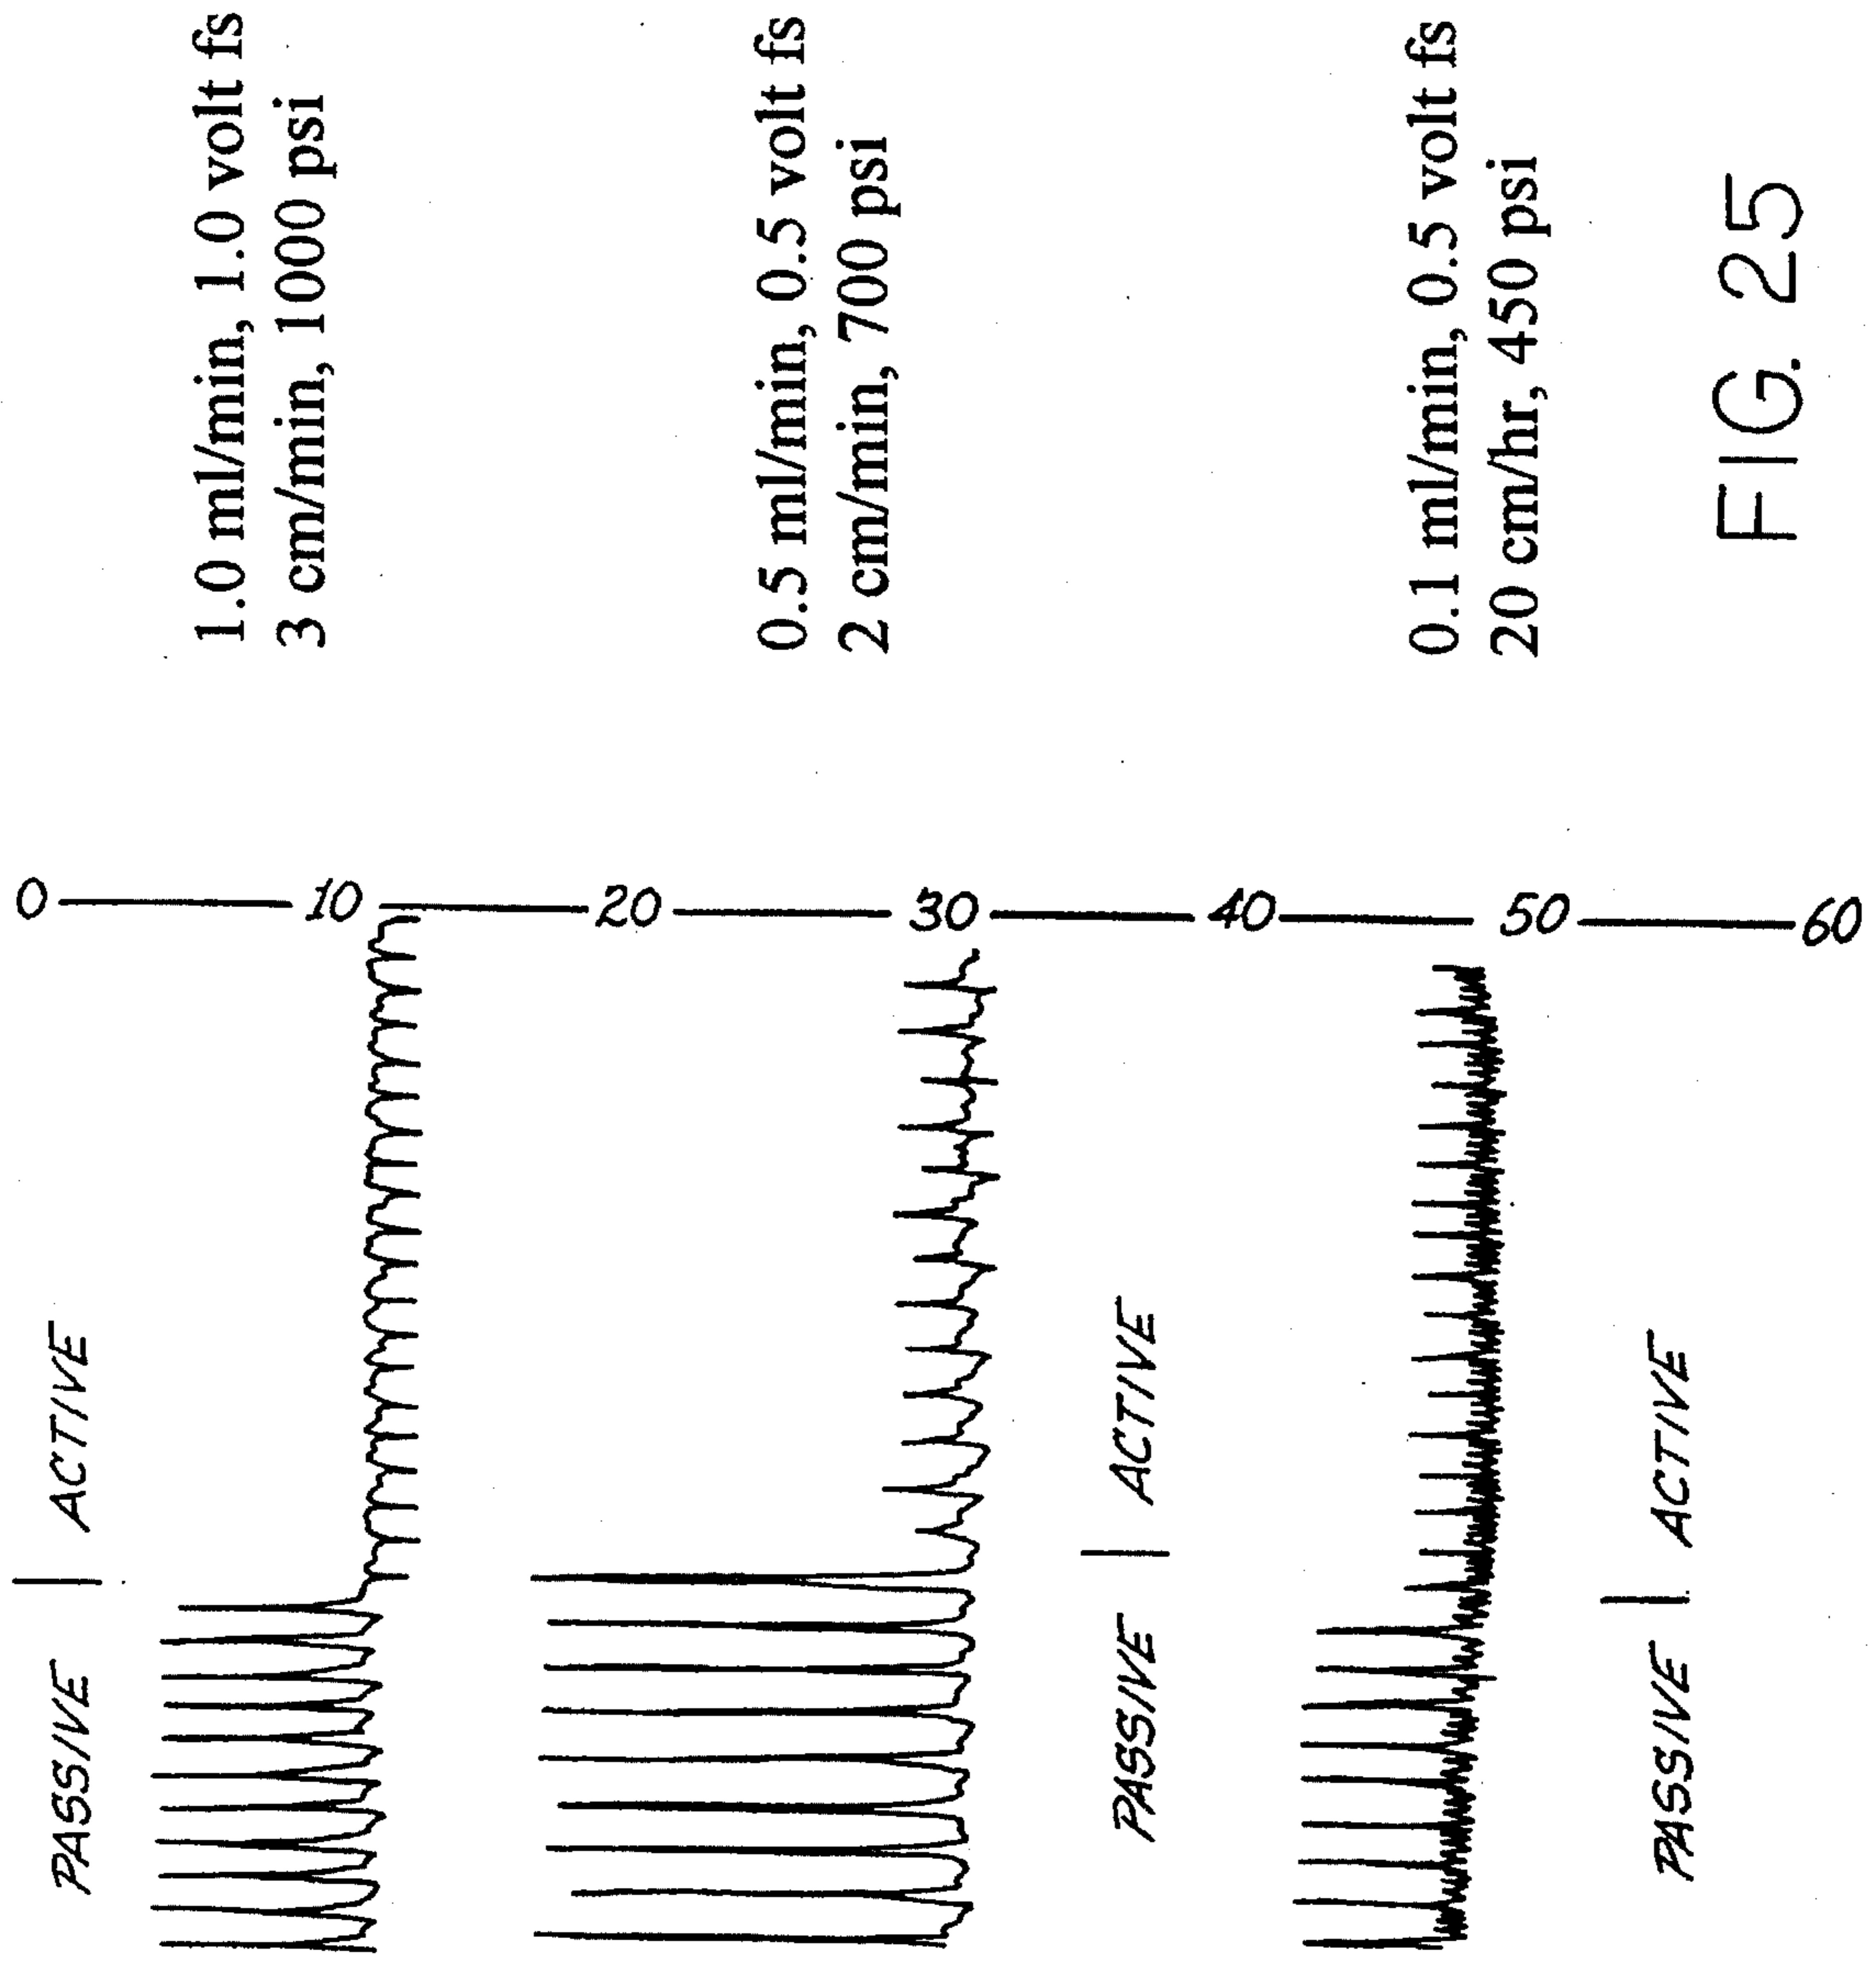 PASSIVE | ACTIVE
0
10
20
30
40
50
60
1.0 ml/min, 1.0 volt fs
3 cm/min, 1000 psi
0.5 ml/min, 0.5 volt fs
2 cm/min, 700 psi
PASSIVE | ACTIVE
0.1 ml/min, 0.5 volt fs
20 cm/hr, 450 psi
PASSIVE | ACTIVE
FIG. 25